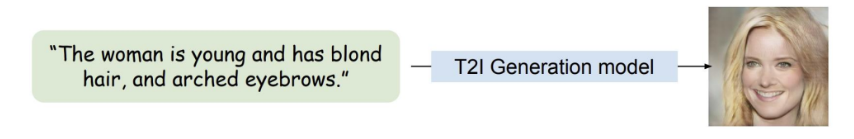 “The woman is young and has blond
hair, and arched eyebrows.”
T2I Generation model